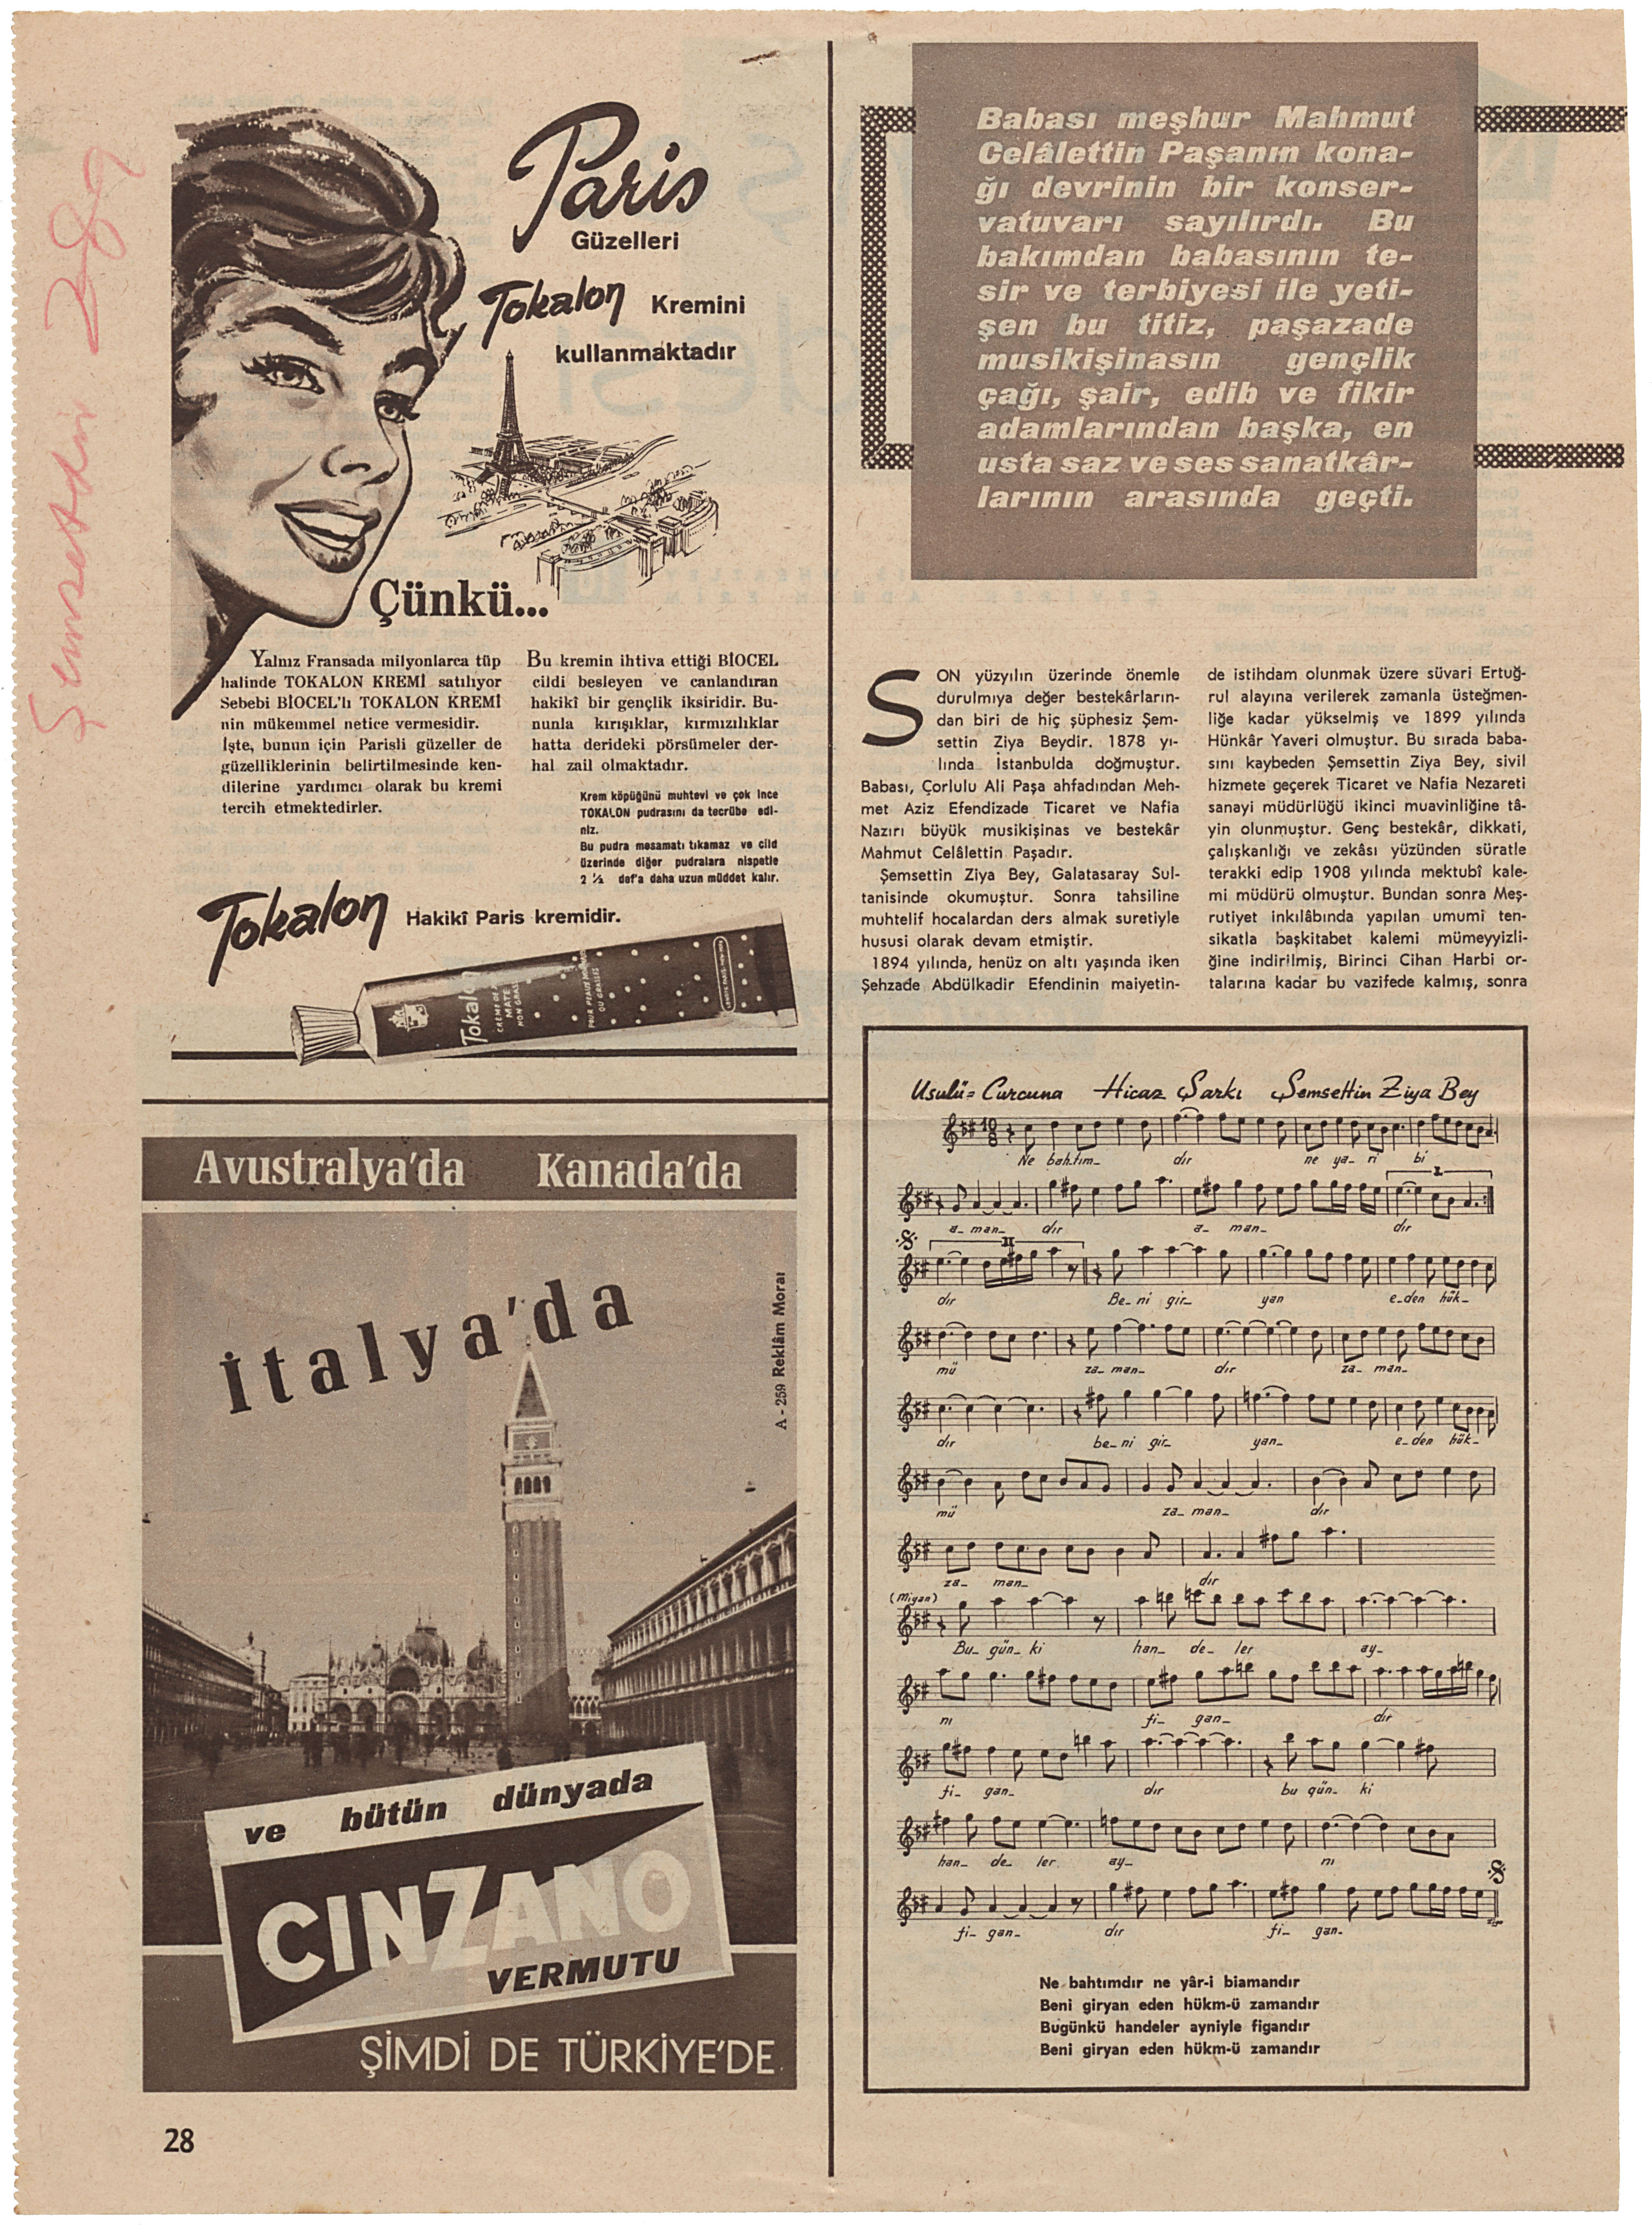 Şemsettin 289
Paris
Güzelleri
Tokalon Kremini
kullanmaktadır
Çünkü...
Yalnız Fransada milyonlarca tüp
halinde TOKALON KREMİ satılıyor
Sebebi BİOCEL'lı TOKALON KREMİ
nin mükemmel netice vermesidir.
İşte, bunun için Parisli güzeller de
güzelliklerinin belirtilmesinde ken-
dilerine yardımcı olarak bu kremi
tercih etmektedirler.
Bu kremin ihtiva ettiği BİOCEL
cildi besleyen ve canlandıran
hakikî bir gençlik iksiridir. Bu-
nunla kırışıklar, kırmızılıklar
hatta derideki pörsümeler der-
hal zail olmaktadır.
Krem köpüğünü muhtevi ve çok ince
TOKALON pudrasını da tecrübe edi-
niz.
Bu pudra mesamatı tıkamaz ve cild
üzerinde diğer pudralara nispetle
2 ½ def'a daha uzun müddet kalır.
Tokalon Hakikî Paris kremidir.
Tokalon
CREME DE
MATE
NON GRASSE
POUR PEAUX
OU GRASSES
Avustralya'da Kanada'da
İtalya'da
A - 259 Reklâm Moran
ve bütün dünyada
CINZANO
VERMUTU
ŞİMDİ DE TÜRKİYE'DE
28
Babası meşhur Mahmut
Celâlettin Paşanın kona-
ğı devrinin bir konser-
vatuvarı sayılırdı. Bu
bakımdan babasının te-
sir ve terbiyesi ile yeti-
şen bu titiz, paşazade
musikişinasın gençlik
çağı, şair, edib ve fikir
adamlarından başka, en
usta saz ve ses sanatkâr-
larının arasında geçti.
SON yüzyılın üzerinde önemle
durulmıya değer bestekârların-
dan biri de hiç şüphesiz Şem-
settin Ziya Beydir. 1878 yı-
lında İstanbulda doğmuştur.
Babası, Çorlulu Ali Paşa ahfadından Meh-
met Aziz Efendizade Ticaret ve Nafia
Nazırı büyük musikişinas ve bestekâr
Mahmut Celâlettin Paşadır.
Şemsettin Ziya Bey, Galatasaray Sul-
tanisinde okumuştur. Sonra tahsiline
muhtelif hocalardan ders almak suretiyle
hususi olarak devam etmiştir.
1894 yılında, henüz on altı yaşında iken
Şehzade Abdülkadir Efendinin maiyetin-
de istihdam olunmak üzere süvari Ertuğ-
rul alayına verilerek zamanla üsteğmen-
liğe kadar yükselmiş ve 1899 yılında
Hünkâr Yaveri olmuştur. Bu sırada baba-
sını kaybeden Şemsettin Ziya Bey, sivil
hizmete geçerek Ticaret ve Nafia Nezareti
sanayi müdürlüğü ikinci muavinliğine tâ-
yin olunmuştur. Genç bestekâr, dikkati,
çalışkanlığı ve zekâsı yüzünden süratle
terakki edip 1908 yılında mektubî kale-
mi müdürü olmuştur. Bundan sonra Meş-
rutiyet inkılâbında yapılan umumî ten-
sikatla başkitabet kalemi mümeyyizli-
ğine indirilmiş, Birinci Cihan Harbi or-
talarına kadar bu vazifede kalmış, sonra
Usulü= Curcuna Hicaz Şarkı Şemsettin Ziya Bey
10
8
Ne bah.tım- dır ne ya- ri bi
1
a- man- dır a- man- dır
II
dır Be- ni gir- yan e-den hük-
mü za- man- dır za- man-
dır be- ni gir- yan- e-den hük-
mü za- man- dır
za- man- dır
(Miyan)
Bu- gün- ki han- de- ler ay-
nı fi- gan- dır
fi- gan- dır bu gün- ki
han- de- ler ay- nı
fi- gan- dır fi- gan-
Ne bahtımdır ne yâr-i biamandır
Beni giryan eden hükm-ü zamandır
Bugünkü handeler ayniyle figandır
Beni giryan eden hükm-ü zamandır